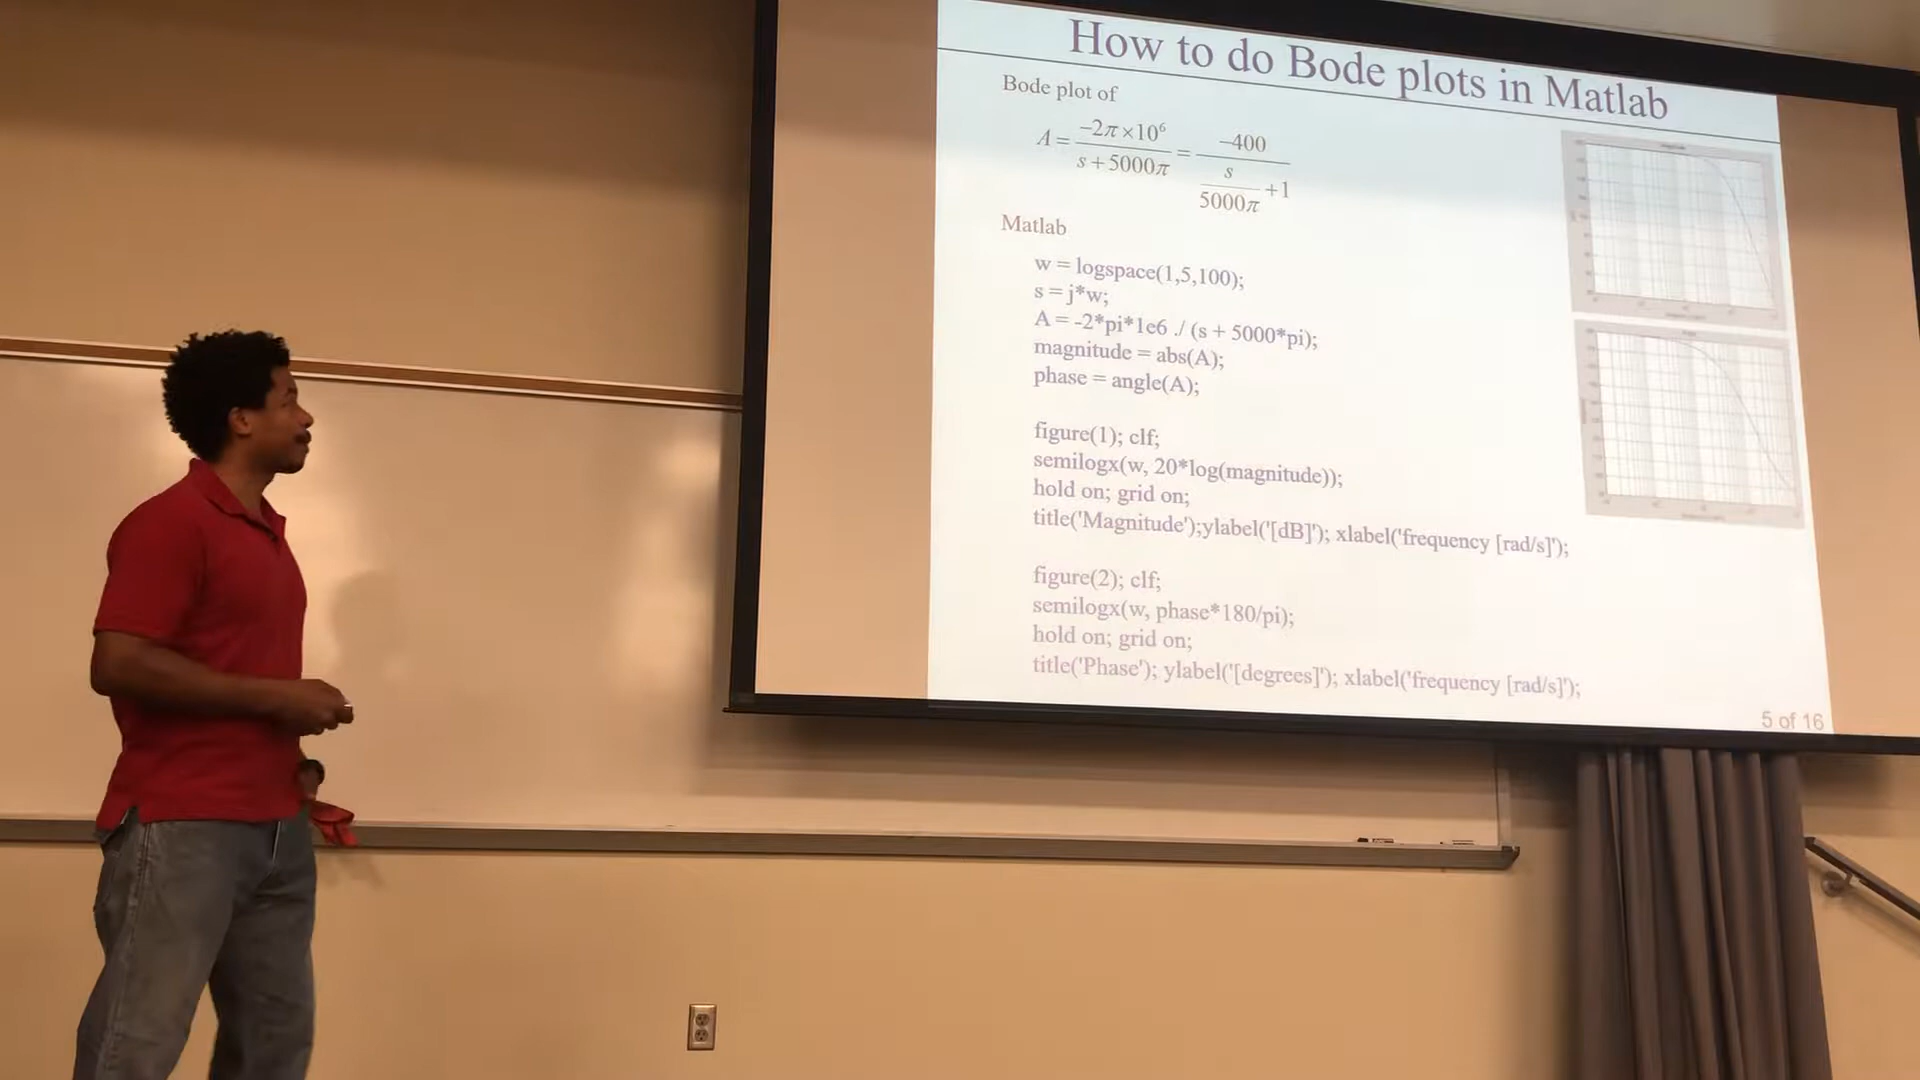 How to do Bode plots in Matlab
Bode plot of
A = −2π×10⁶ / s+5000π = −400 / s/5000π +1
Matlab
w = logspace(1,5,100);
s = j*w;
A = -2*pi*1e6 ./ (s + 5000*pi);
magnitude = abs(A);
phase = angle(A);
figure(1); clf;
semilogx(w, 20*log(magnitude));
hold on; grid on;
title('Magnitude');ylabel('[dB]'); xlabel('frequency [rad/s]');
figure(2); clf;
semilogx(w, phase*180/pi);
hold on; grid on;
title('Phase'); ylabel('[degrees]'); xlabel('frequency [rad/s]');
5 of 16